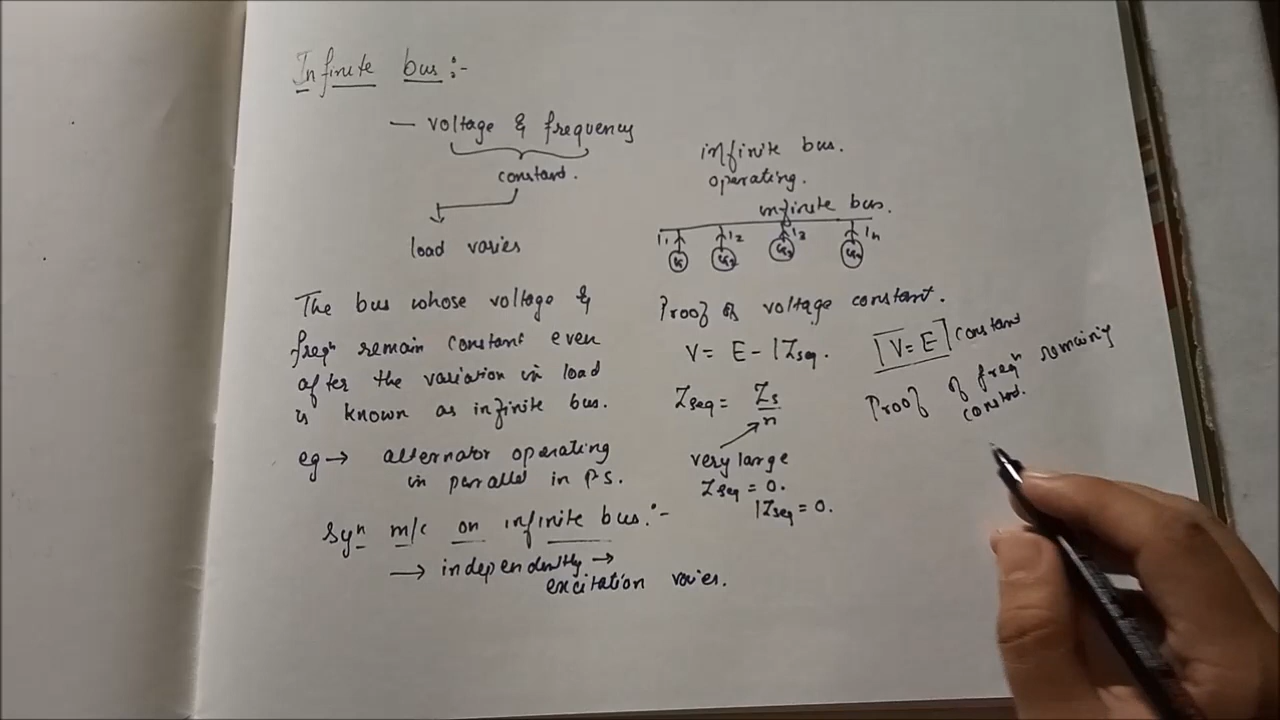 Infinite bus :-
— voltage & frequency
constant.
load varies
The bus whose voltage &
freqⁿ remain constant even
after the variation in load
is known as infinite bus.
eg → alternator operating
in parallel in P.S.
Synⁿ m/c on infinite bus :-
→ independently →
excitation varies.
infinite bus.
operating.
infinite bus.
I1 I2 I3 In
G
Proof of voltage constant.
V = E - IZseq.
Zseq = Zs/n
very large
Zseq = 0.
IZseq = 0.
V = E constant
Proof of freqⁿ remaining
constant.